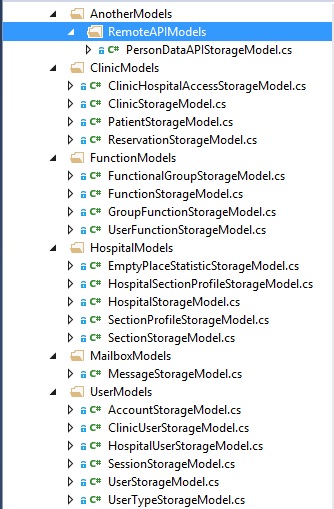 AnotherModels
RemoteAPIModels
C# PersonDataAPIStorageModel.cs
ClinicModels
C# ClinicHospitalAccessStorageModel.cs
C# ClinicStorageModel.cs
C# PatientStorageModel.cs
C# ReservationStorageModel.cs
FunctionModels
C# FunctionalGroupStorageModel.cs
C# FunctionStorageModel.cs
C# GroupFunctionStorageModel.cs
C# UserFunctionStorageModel.cs
HospitalModels
C# EmptyPlaceStatisticStorageModel.cs
C# HospitalSectionProfileStorageModel.cs
C# HospitalStorageModel.cs
C# SectionProfileStorageModel.cs
C# SectionStorageModel.cs
MailboxModels
C# MessageStorageModel.cs
UserModels
C# AccountStorageModel.cs
C# ClinicUserStorageModel.cs
C# HospitalUserStorageModel.cs
C# SessionStorageModel.cs
C# UserStorageModel.cs
C# UserTypeStorageModel.cs